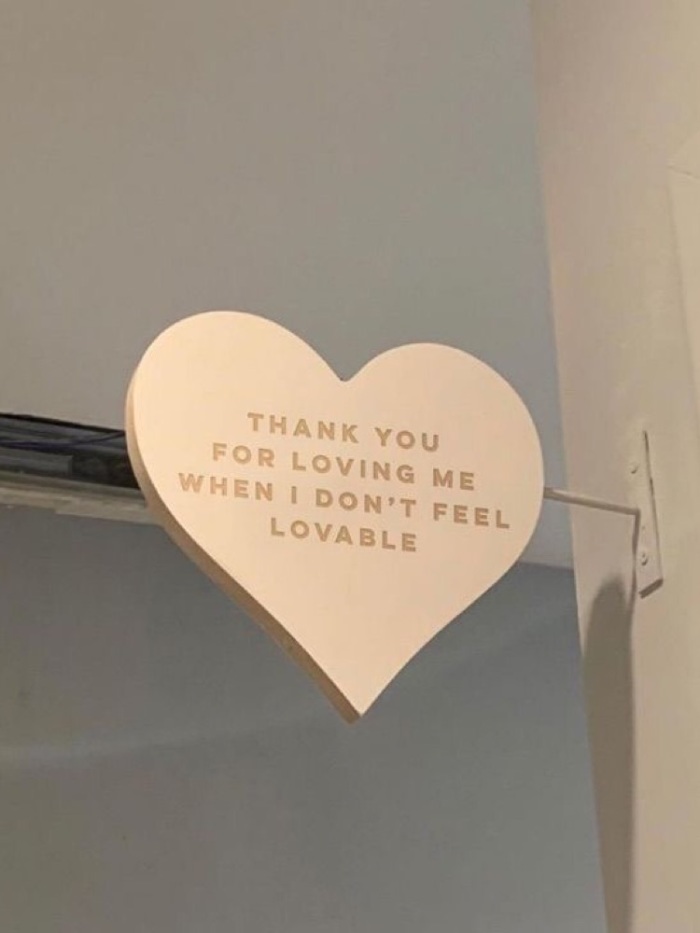 THANK YOU
FOR LOVING ME
WHEN I DON'T FEEL
LOVABLE